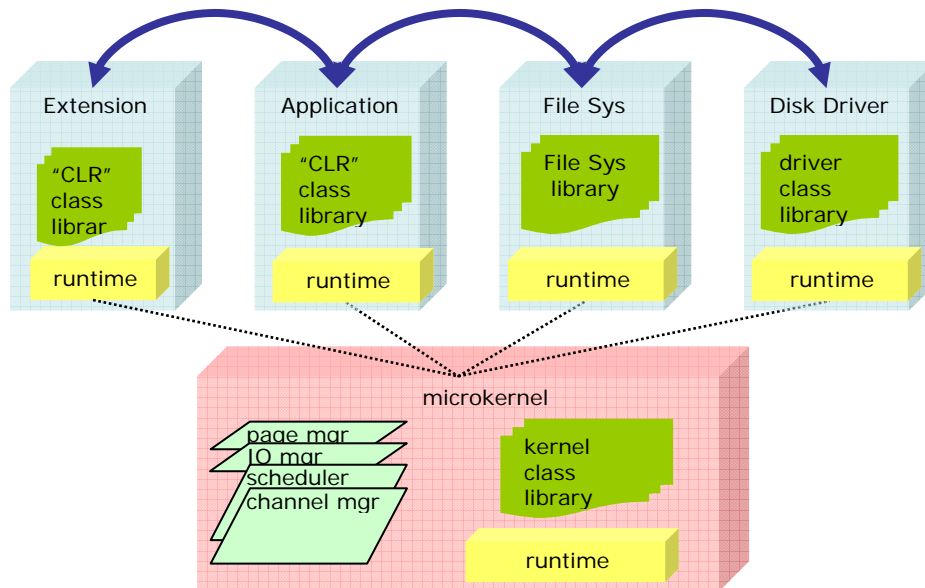 Extension
Application
File Sys
Disk Driver
“CLR”
class
librar
“CLR”
class
library
File Sys
library
driver
class
library
runtime
runtime
runtime
runtime
microkernel
page mgr
IO mgr
scheduler
channel mgr
kernel
class
library
runtime